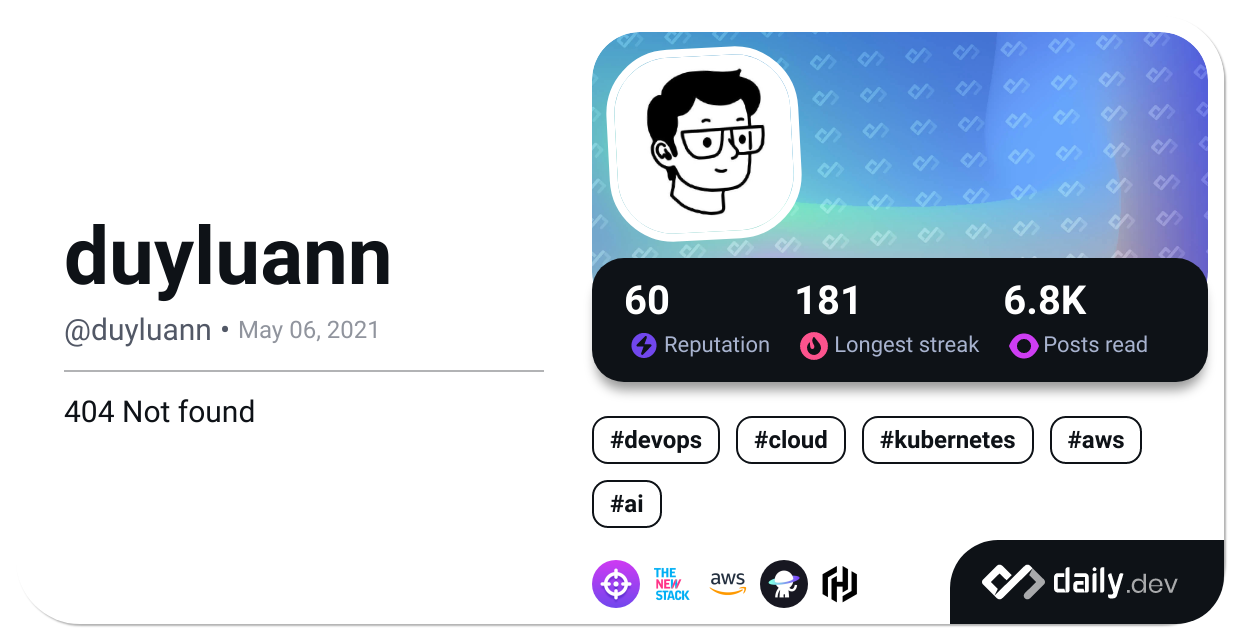 duyluann
@duyluann • May 06, 2021
404 Not found
60 181 6.8K
Reputation Longest streak Posts read
#devops #cloud #kubernetes #aws
#ai
THE
NEW
STACK
aws
daily.dev